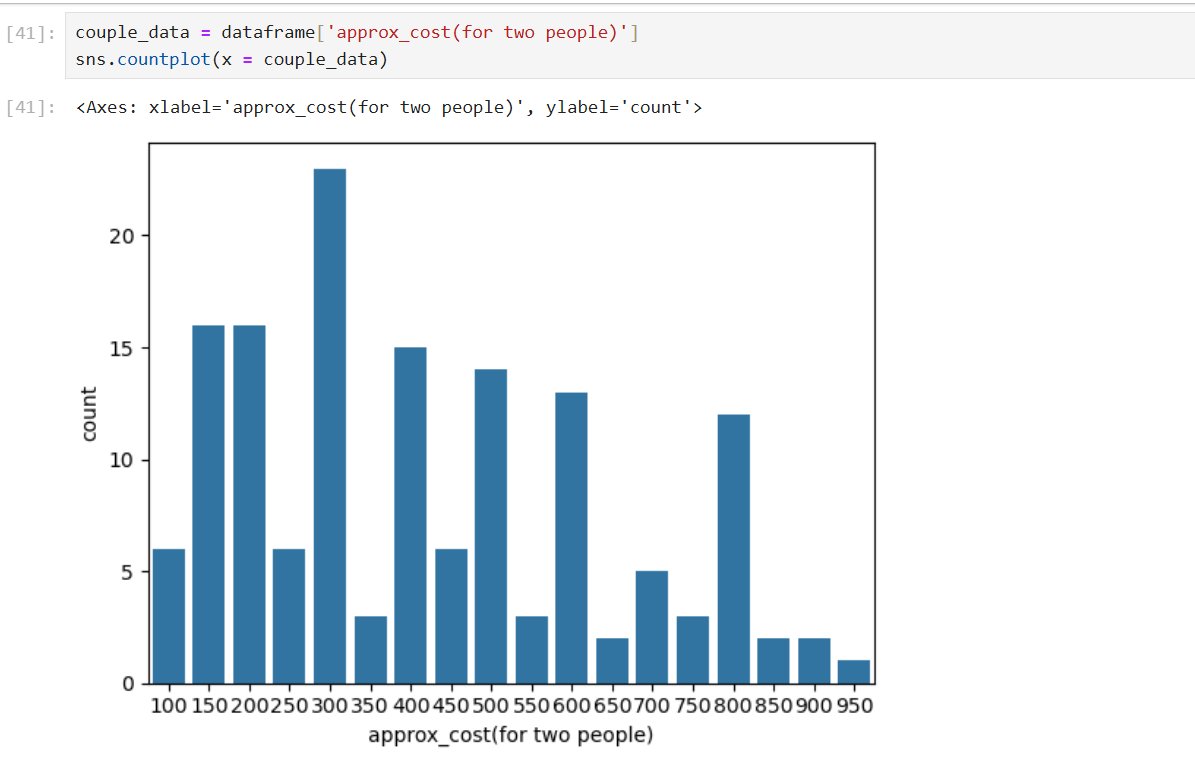 [41]: couple_data = dataframe['approx_cost(for two people)']
sns.countplot(x = couple_data)
[41]: <Axes: xlabel='approx_cost(for two people)', ylabel='count'>
20
15
10
5
0
count
100 150 200 250 300 350 400 450 500 550 600 650 700 750 800 850 900 950
approx_cost(for two people)